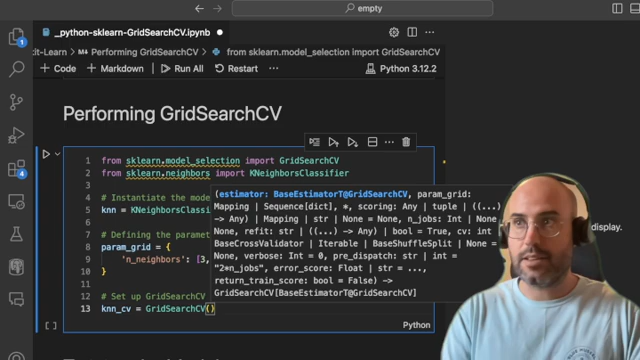 empty
_python-sklearn-GridSearchCV.ipynb
kit-Learn > Performing GridSearchCV > from sklearn.model_selection import GridSearchCV
+ Code + Markdown Run All Restart Python 3.12.2
Performing GridSearchCV
1 from sklearn.model_selection import GridSearchCV
2 from sklearn.neighbors import KNeighborsClassifier
3
4 # Instantiate the mode
5 knn = KNeighborsClassif
6
7 # Defining the paramet
8 param_grid = {
9 'n_neighbors': [3,
10 }
11
12 # Set up GridSearchCV
13 knn_cv = GridSearchCV()
(estimator: BaseEstimatorT@GridSearchCV, param_grid:
Mapping | Sequence[dict], *, scoring: Any | tuple | ((...)
-> Any) | Mapping | str | None = None, n_jobs: Int | None
None, refit: str | ((...) -> Any) | bool = True, cv: int
BaseCrossValidator | Iterable | BaseShuffleSplit | None =
None, verbose: Int = 0, pre_dispatch: str | int =
"2*n_jobs", error_score: Float | str = ...,
return_train_score: bool = False) ->
GridSearchCV[BaseEstimatorT@GridSearchCV]
[ ]
Python
display.
1
4